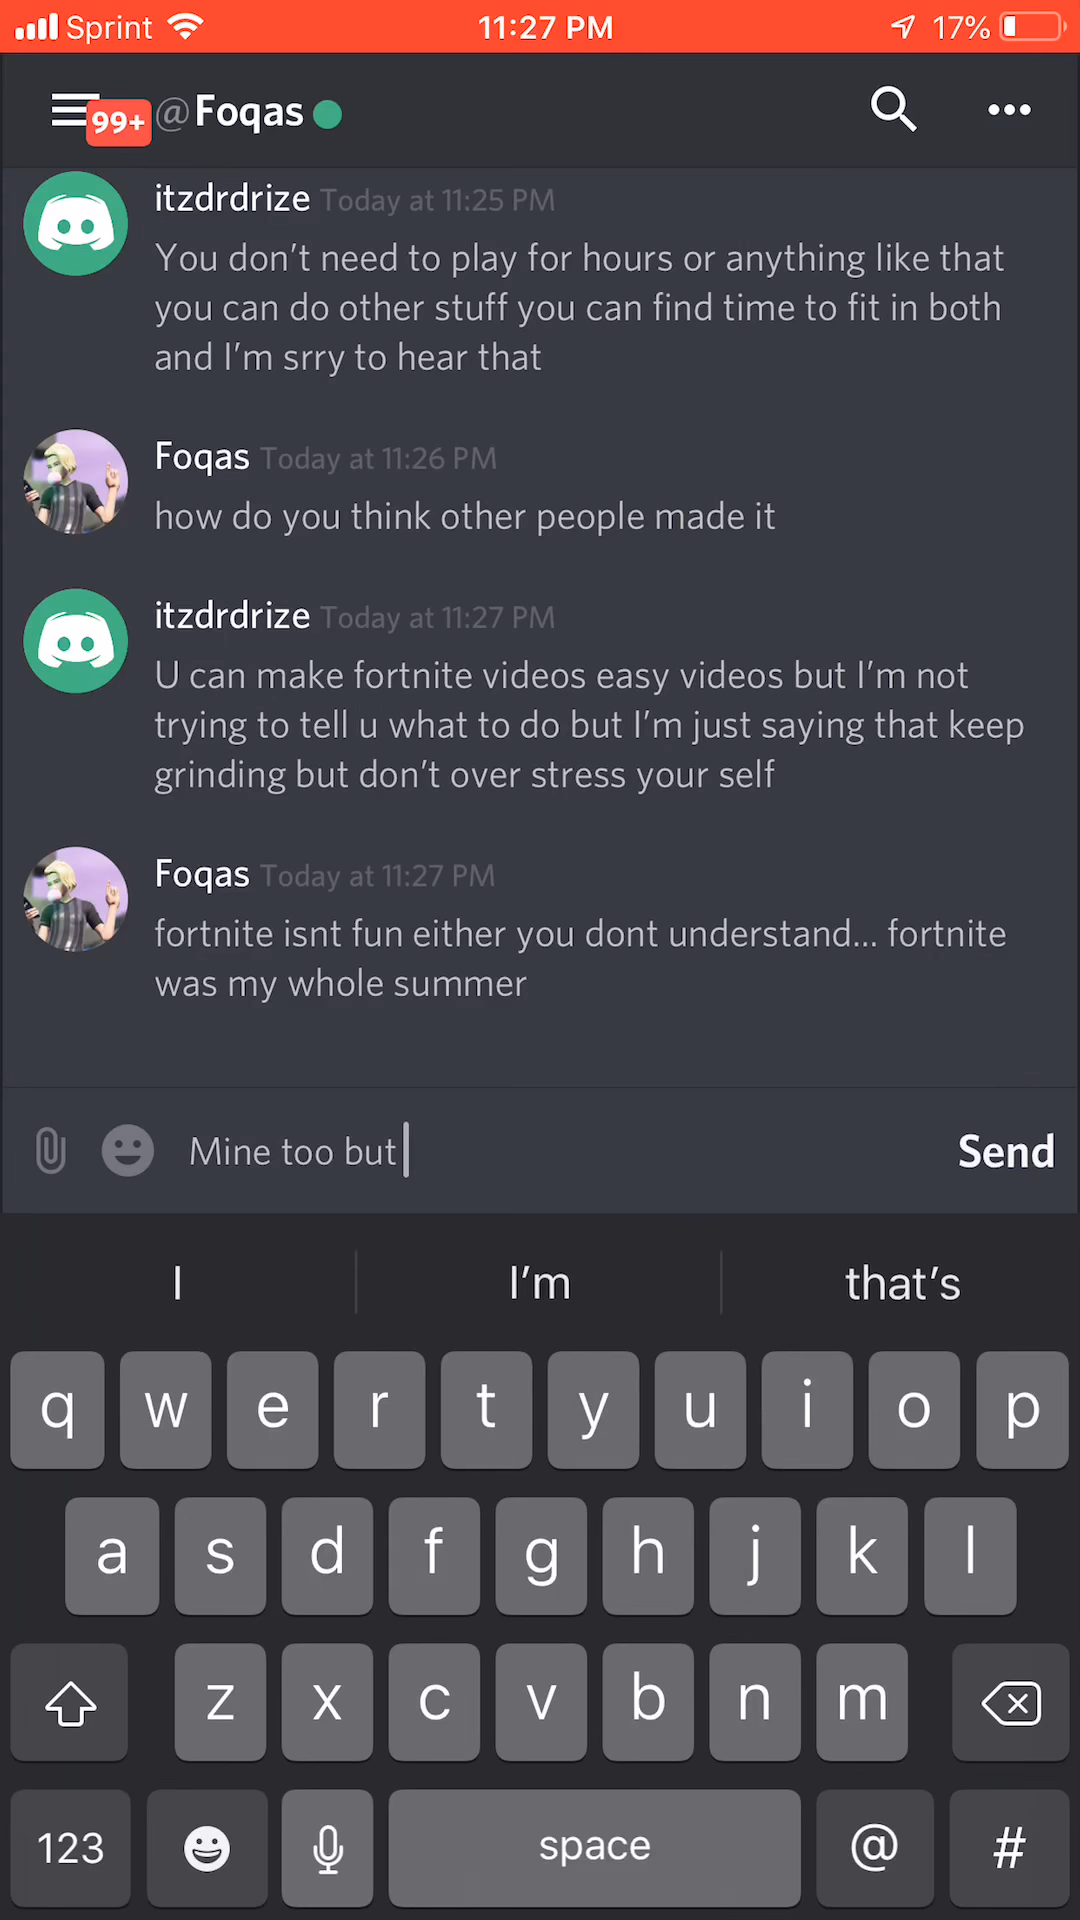 Sprint 11:27 PM 17%
99+ @Foqas
itzdrdrize Today at 11:25 PM
You don’t need to play for hours or anything like that
you can do other stuff you can find time to fit in both
and I’m srry to hear that
Foqas Today at 11:26 PM
how do you think other people made it
itzdrdrize Today at 11:27 PM
U can make fortnite videos easy videos but I’m not
trying to tell u what to do but I’m just saying that keep
grinding but don’t over stress your self
Foqas Today at 11:27 PM
fortnite isnt fun either you dont understand... fortnite
was my whole summer
Mine too but Send
I I’m that’s
q w e r t y u i o p
a s d f g h j k l
z x c v b n m
123 space @ #